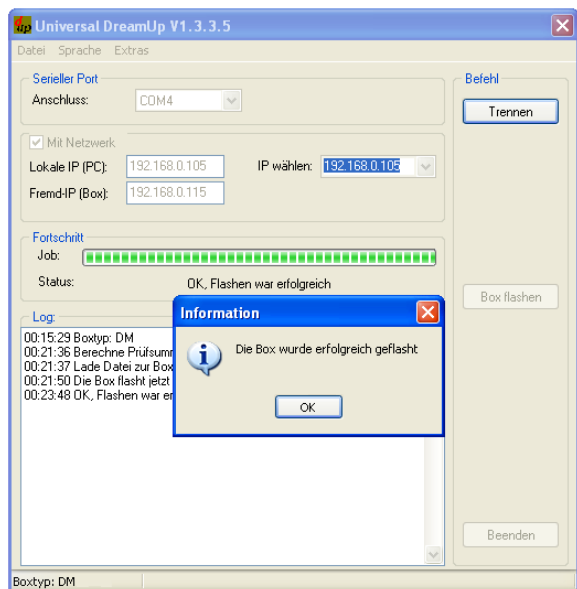 Universal DreamUp V1.3.3.5
Datei Sprache Extras
Serieller Port
Anschluss: COM4
Befehl
Trennen
Mit Netzwerk
Lokale IP (PC): 192.168.0.105 IP wählen: 192.168.0.105
Fremd-IP (Box): 192.168.0.115
Fortschritt
Job:
Status: OK, Flashen war erfolgreich
Box flashen
Log:
00:15:29 Boxtyp: DM
00:21:36 Berechne Prüfsum
00:21:37 Lade Datei zur Box
00:21:50 Die Box flasht jetzt
00:23:48 OK, Flashen war er
Information
Die Box wurde erfolgreich geflasht
OK
Beenden
Boxtyp: DM